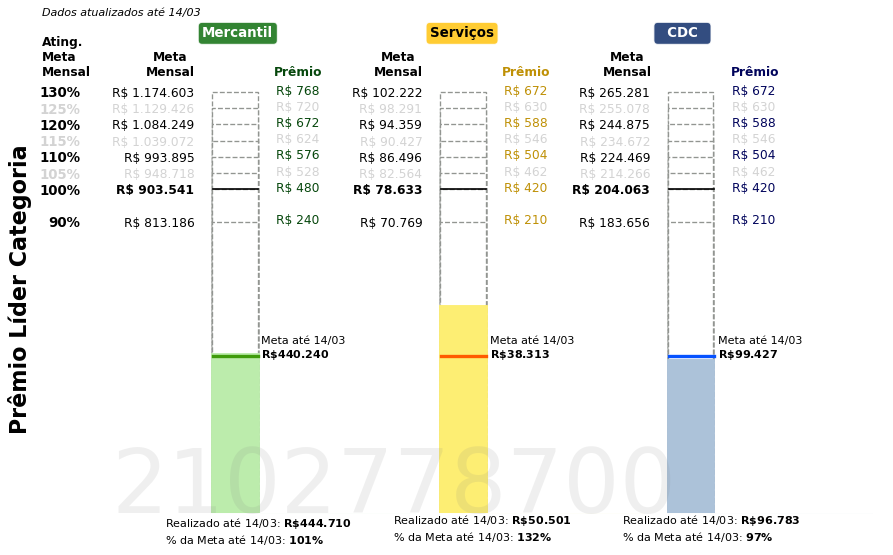 Dados atualizados até 14/03
Mercantil Serviços CDC
Ating.
Meta Meta Meta Meta
Mensal Mensal Prêmio Mensal Prêmio Mensal Prêmio
130% R$ 1.174.603 R$ 768 R$ 102.222 R$ 672 R$ 265.281 R$ 672
125% R$ 1.129.426 R$ 720 R$ 98.291 R$ 630 R$ 255.078 R$ 630
120% R$ 1.084.249 R$ 672 R$ 94.359 R$ 588 R$ 244.875 R$ 588
115% R$ 1.039.072 R$ 624 R$ 90.427 R$ 546 R$ 234.672 R$ 546
110% R$ 993.895 R$ 576 R$ 86.496 R$ 504 R$ 224.469 R$ 504
105% R$ 948.718 R$ 528 R$ 82.564 R$ 462 R$ 214.266 R$ 462
100% R$ 903.541 R$ 480 R$ 78.633 R$ 420 R$ 204.063 R$ 420
90% R$ 813.186 R$ 240 R$ 70.769 R$ 210 R$ 183.656 R$ 210
Prêmio Líder Categoria
Meta até 14/03 Meta até 14/03 Meta até 14/03
R$440.240 R$38.313 R$99.427
2102778700
Realizado até 14/03: R$444.710 Realizado até 14/03: R$50.501 Realizado até 14/03: R$96.783
% da Meta até 14/03: 101% % da Meta até 14/03: 132% % da Meta até 14/03: 97%